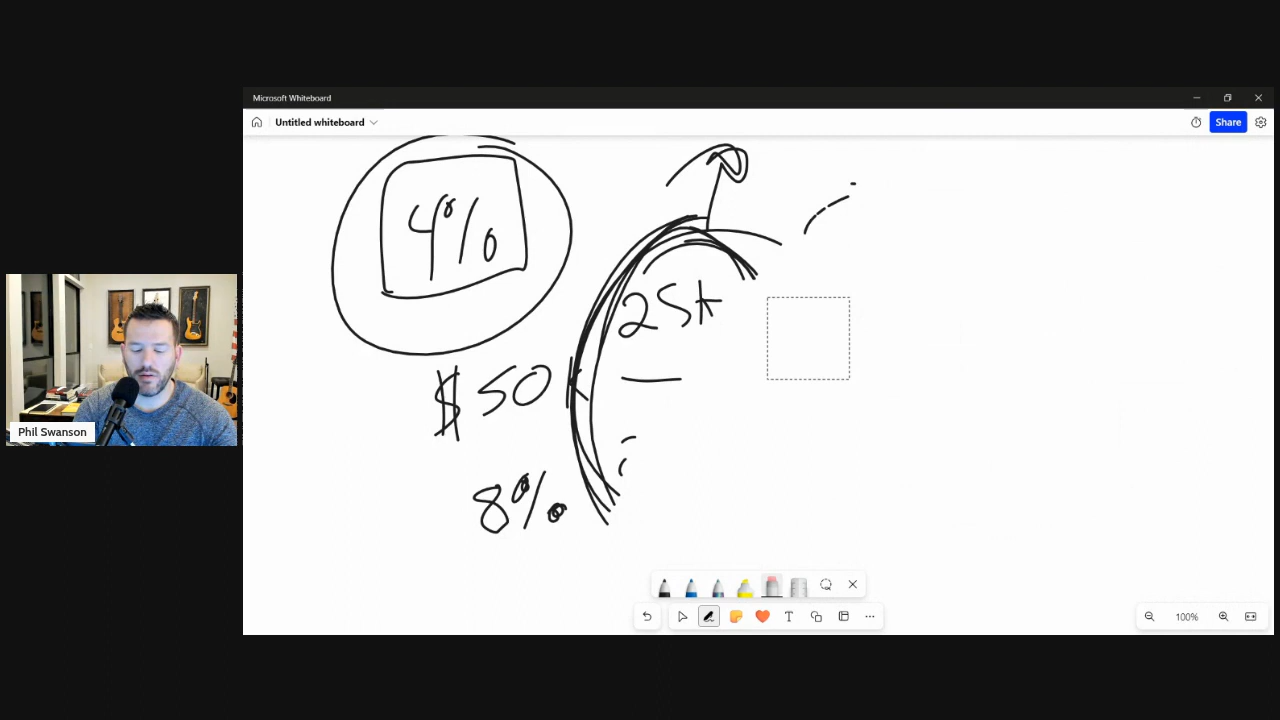 Microsoft Whiteboard
Untitled whiteboard
Share
4%
25k
$50k
8%
Phil Swanson
100%